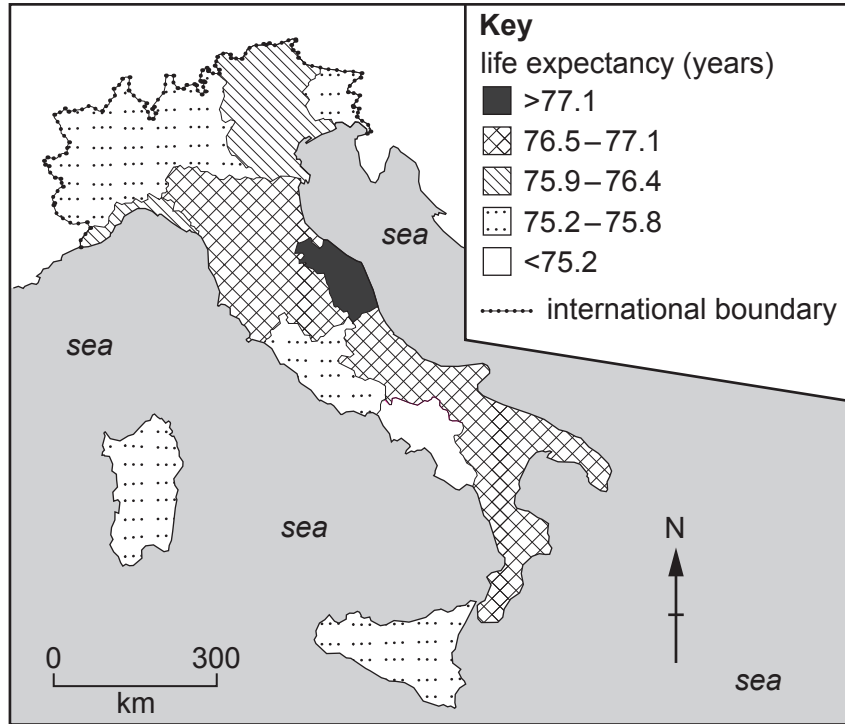 Key
life expectancy (years)
>77.1
76.5–77.1
75.9–76.4
75.2–75.8
<75.2
international boundary
sea
sea
sea
N
0 300
km
sea